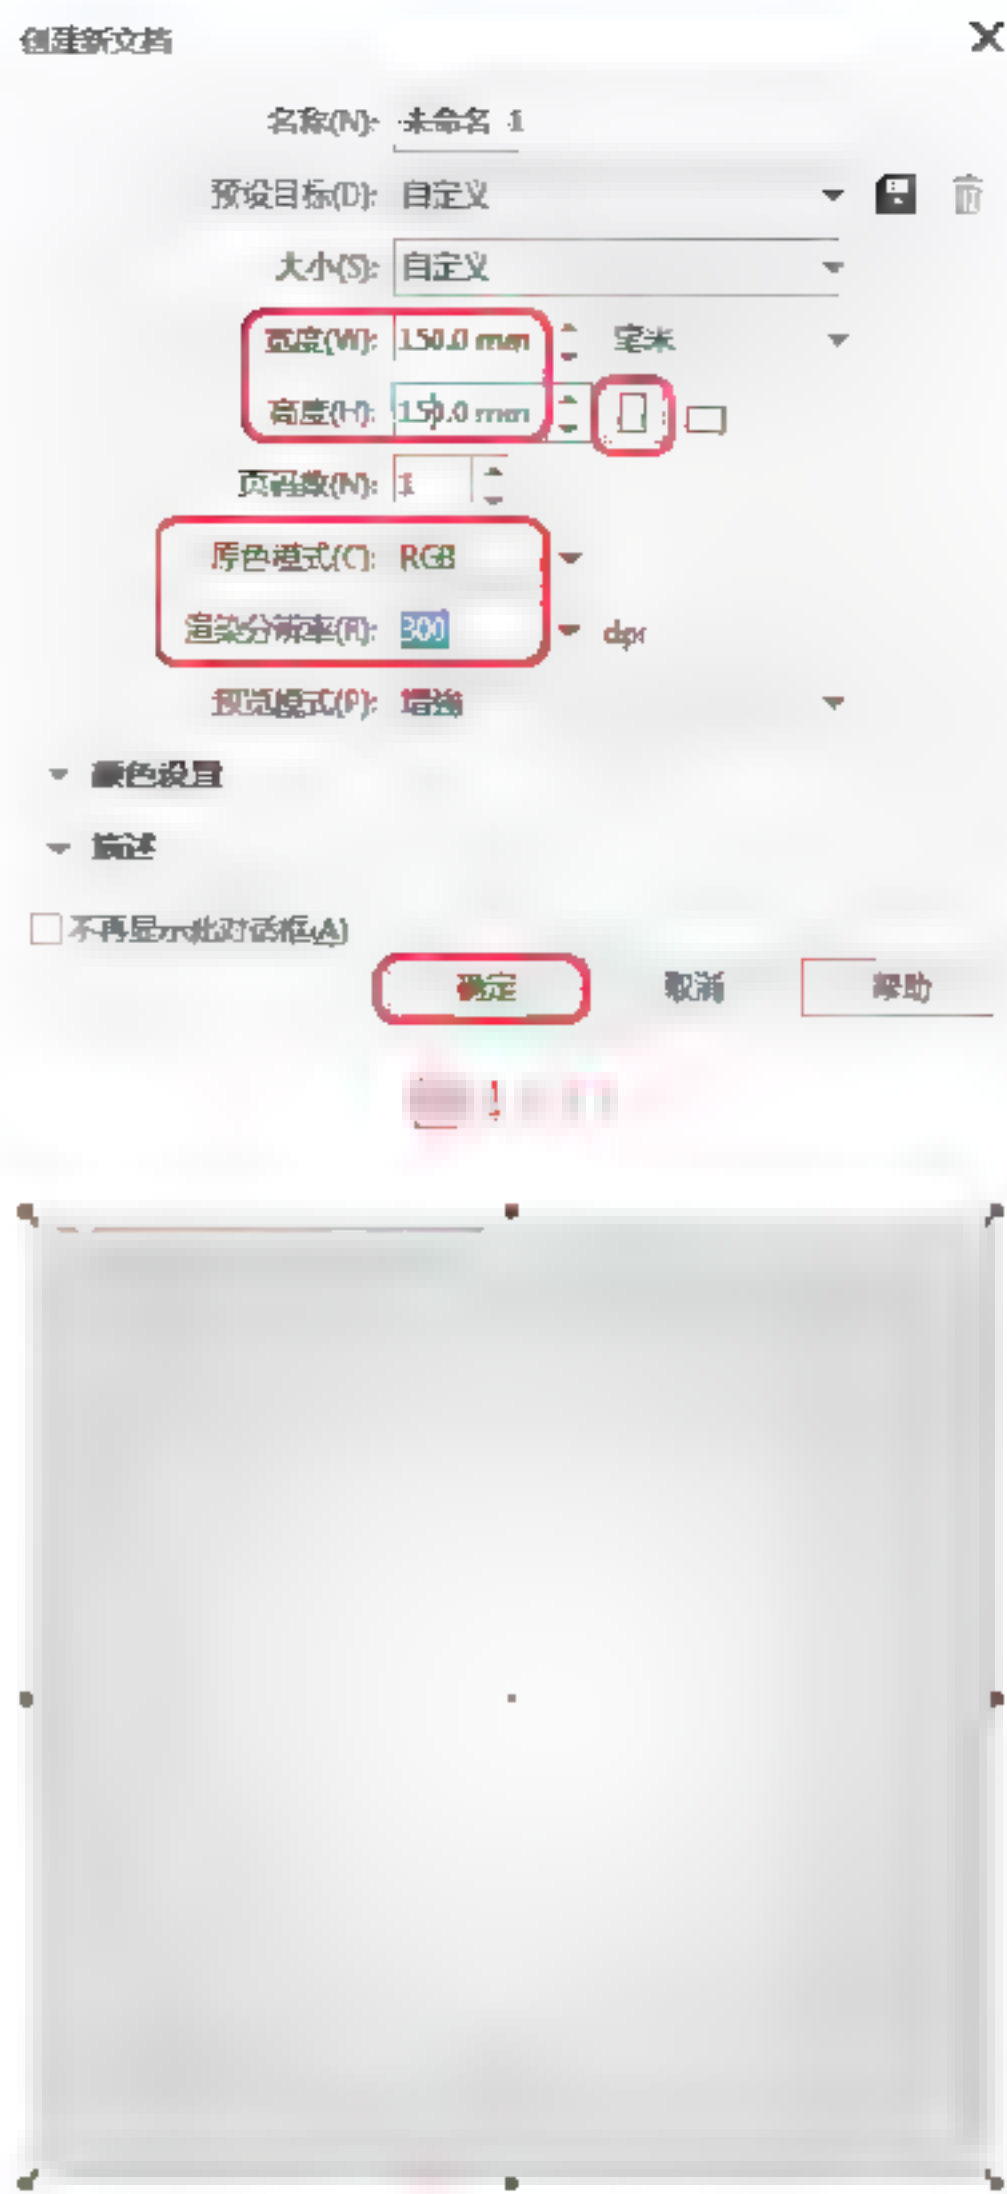 创建新文档
名称(N): 未命名 -1
预设目标(D): 自定义
大小(S): 自定义
宽度(W): 150.0 mm 毫米
高度(H): 150.0 mm
页码数(N): 1
原色模式(C): RGB
渲染分辨率(R): 300 dpi
预览模式(P): 增强
颜色设置
描述
不再显示此对话框(A)
确定 取消 帮助